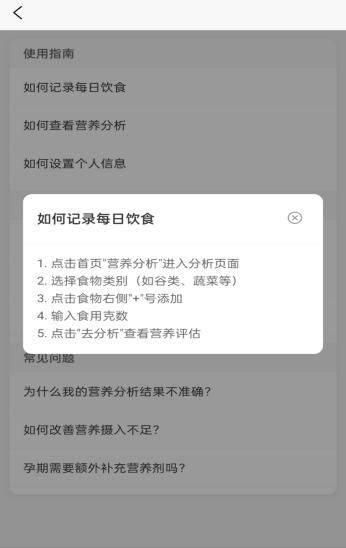 使用指南
如何记录每日饮食
如何查看营养分析
如何设置个人信息
如何记录每日饮食
1. 点击首页"营养分析"进入分析页面
2. 选择食物类别（如谷类、蔬菜等）
3. 点击食物右侧"+"号添加
4. 输入食用克数
5. 点击"去分析"查看营养评估
常见问题
为什么我的营养分析结果不准确?
如何改善营养摄入不足?
孕期需要额外补充营养剂吗?